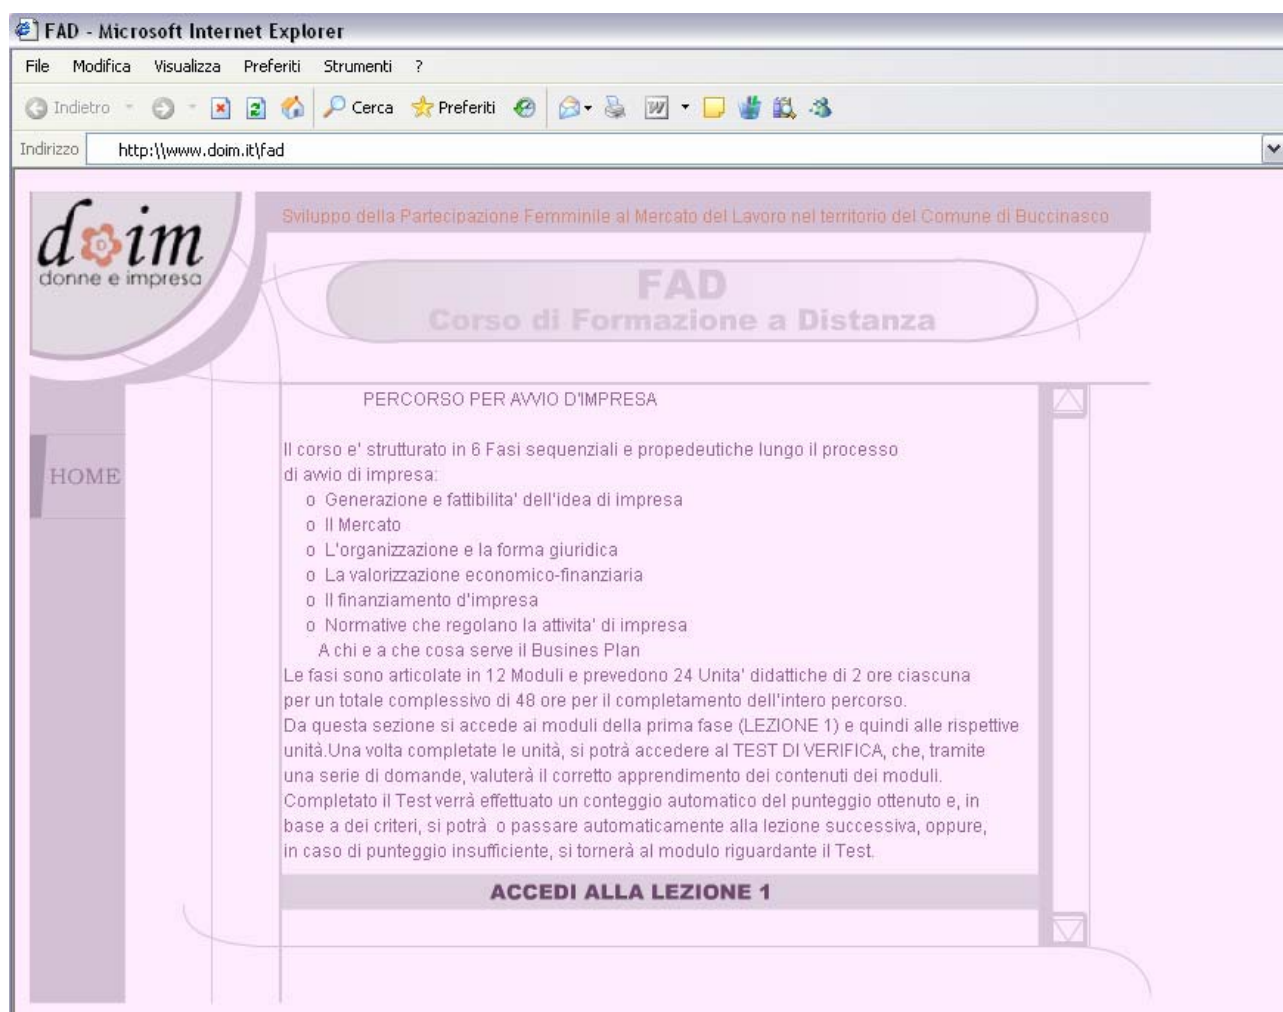 FAD - Microsoft Internet Explorer
File Modifica Visualizza Preferiti Strumenti ?
Indietro Cerca Preferiti
Indirizzo http:\\www.doim.it\fad
doim
donne e impresa
Sviluppo della Partecipazione Femminile al Mercato del Lavoro nel territorio del Comune di Buccinasco
FAD
Corso di Formazione a Distanza
HOME
PERCORSO PER AVVIO D'IMPRESA
Il corso e' strutturato in 6 Fasi sequenziali e propedeutiche lungo il processo
di avvio di impresa:
o Generazione e fattibilita' dell'idea di impresa
o Il Mercato
o L'organizzazione e la forma giuridica
o La valorizzazione economico-finanziaria
o Il finanziamento d'impresa
o Normative che regolano la attivita' di impresa
A chi e a che cosa serve il Busines Plan
Le fasi sono articolate in 12 Moduli e prevedono 24 Unita' didattiche di 2 ore ciascuna
per un totale complessivo di 48 ore per il completamento dell'intero percorso.
Da questa sezione si accede ai moduli della prima fase (LEZIONE 1) e quindi alle rispettive
unità.Una volta completate le unità, si potrà accedere al TEST DI VERIFICA, che, tramite
una serie di domande, valuterà il corretto apprendimento dei contenuti dei moduli.
Completato il Test verrà effettuato un conteggio automatico del punteggio ottenuto e, in
base a dei criteri, si potrà o passare automaticamente alla lezione successiva, oppure,
in caso di punteggio insufficiente, si tornerà al modulo riguardante il Test.
ACCEDI ALLA LEZIONE 1